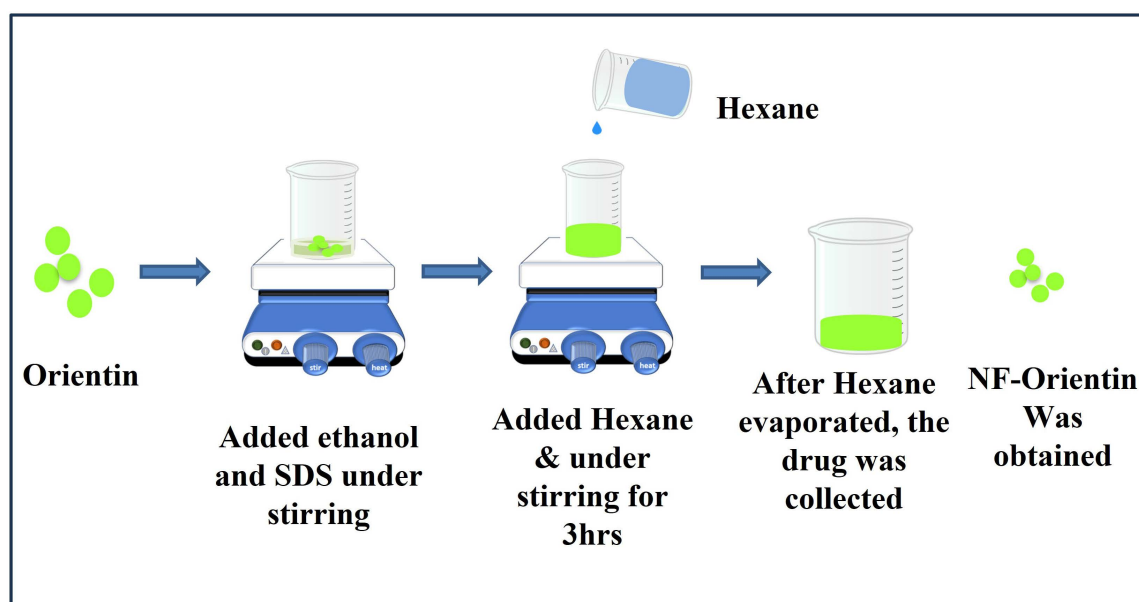 Hexane
stir
heat
stir
heat
Orientin
Added ethanol
and SDS under
stirring
Added Hexane
& under
stirring for
3hrs
After Hexane
evaporated, the
drug was
collected
NF-Orientin
Was
obtained